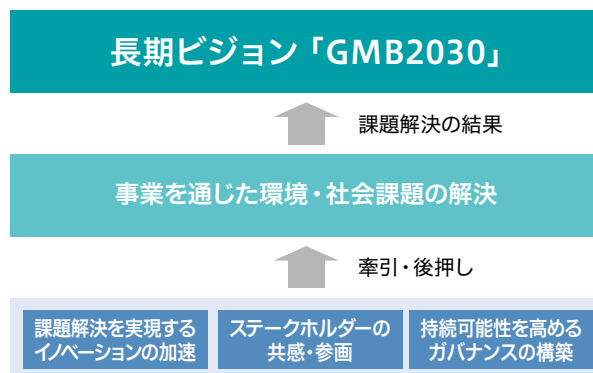 長期ビジョン「GMB2030」
課題解決の結果
事業を通じた環境・社会課題の解決
牽引・後押し
課題解決を実現する
イノベーションの加速
ステークホルダーの
共感・参画
持続可能性を高める
ガバナンスの構築